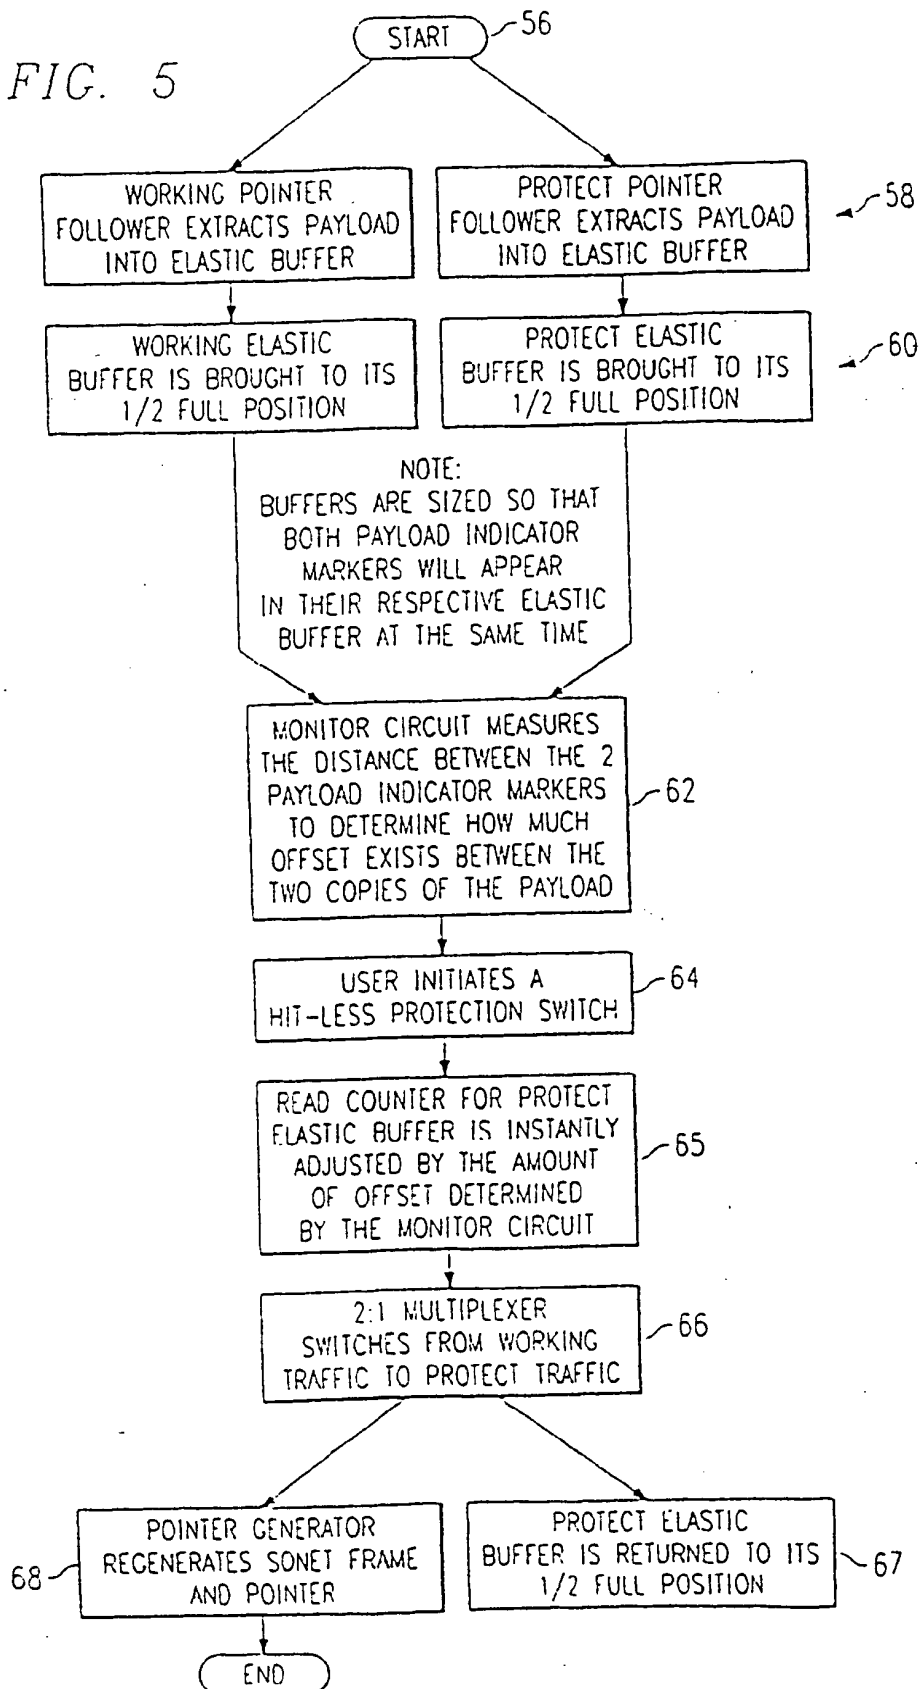 FIG. 5
START
56
WORKING POINTER
FOLLOWER EXTRACTS PAYLOAD
INTO ELASTIC BUFFER
PROTECT POINTER
FOLLOWER EXTRACTS PAYLOAD
INTO ELASTIC BUFFER
58
WORKING ELASTIC
BUFFER IS BROUGHT TO ITS
1/2 FULL POSITION
PROTECT ELASTIC
BUFFER IS BROUGHT TO ITS
1/2 FULL POSITION
60
NOTE:
BUFFERS ARE SIZED SO THAT
BOTH PAYLOAD INDICATOR
MARKERS WILL APPEAR
IN THEIR RESPECTIVE ELASTIC
BUFFER AT THE SAME TIME
MONITOR CIRCUIT MEASURES
THE DISTANCE BETWEEN THE 2
PAYLOAD INDICATOR MARKERS
TO DETERMINE HOW MUCH
OFFSET EXISTS BETWEEN THE
TWO COPIES OF THE PAYLOAD
62
USER INITIATES A
HIT-LESS PROTECTION SWITCH
64
READ COUNTER FOR PROTECT
ELASTIC BUFFER IS INSTANTLY
ADJUSTED BY THE AMOUNT
OF OFFSET DETERMINED
BY THE MONITOR CIRCUIT
65
2:1 MULTIPLEXER
SWITCHES FROM WORKING
TRAFFIC TO PROTECT TRAFFIC
66
POINTER GENERATOR
REGENERATES SONET FRAME
AND POINTER
68
PROTECT ELASTIC
BUFFER IS RETURNED TO ITS
1/2 FULL POSITION
67
END